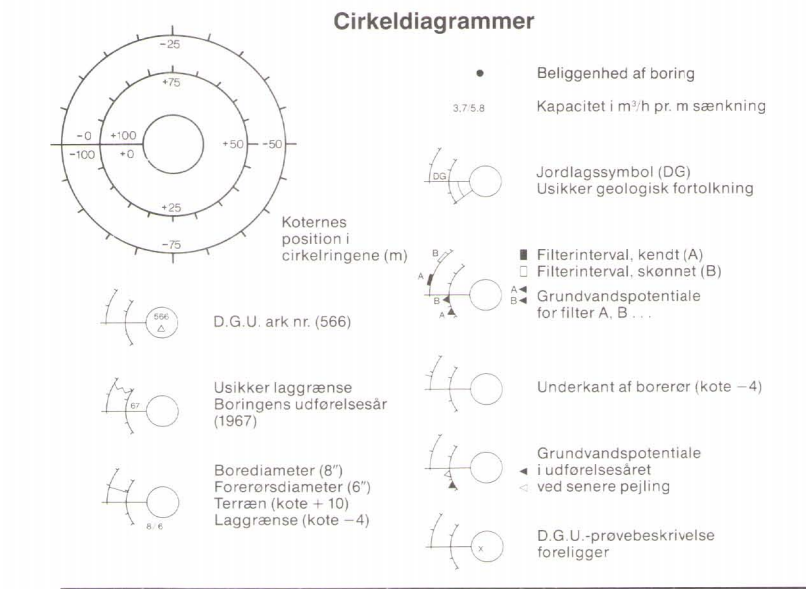 Cirkeldiagrammer
−25
+75
−0
+100
−100
+0
+50
−50
+25
−75
Koternes
position i
cirkelringene (m)
566
D.G.U. ark nr. (566)
67
Usikker laggrænse
Boringens udførelsesår
(1967)
8/6
Borediameter (8″)
Forerørsdiameter (6″)
Terræn (kote + 10)
Laggrænse (kote −4)
Beliggenhed af boring
3,7/5,8
Kapacitet i m³/h pr. m sænkning
DG
Jordlagssymbol (DG)
Usikker geologisk fortolkning
B
A
B
A
Filterinterval, kendt (A)
Filterinterval, skønnet (B)
A
B
Grundvandspotentiale
for filter A, B . . .
Underkant af borerør (kote −4)
Grundvandspotentiale
i udførelsesåret
ved senere pejling
x
D.G.U.-prøvebeskrivelse
foreligger